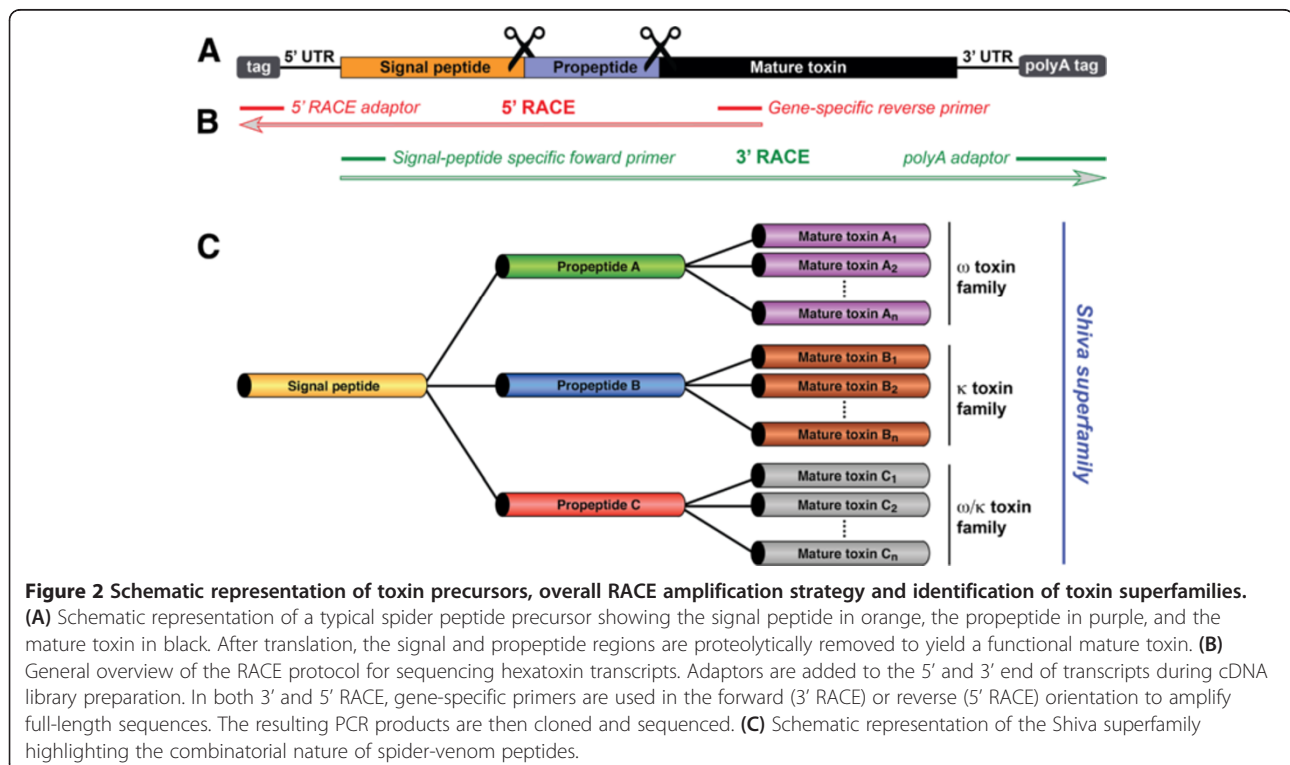 A
tag
5’ UTR
Signal peptide
Propeptide
Mature toxin
3’ UTR
polyA tag
B
5’ RACE adaptor
5’ RACE
Gene-specific reverse primer
Signal-peptide specific foward primer
3’ RACE
polyA adaptor
C
Signal peptide
Propeptide A
Mature toxin A1
Mature toxin A2
Mature toxin An
ω toxin
family
Propeptide B
Mature toxin B1
Mature toxin B2
Mature toxin Bn
κ toxin
family
Propeptide C
Mature toxin C1
Mature toxin C2
Mature toxin Cn
ω/κ toxin
family
Shiva superfamily
Figure 2 Schematic representation of toxin precursors, overall RACE amplification strategy and identification of toxin superfamilies.
(A) Schematic representation of a typical spider peptide precursor showing the signal peptide in orange, the propeptide in purple, and the
mature toxin in black. After translation, the signal and propeptide regions are proteolytically removed to yield a functional mature toxin. (B)
General overview of the RACE protocol for sequencing hexatoxin transcripts. Adaptors are added to the 5’ and 3’ end of transcripts during cDNA
library preparation. In both 3’ and 5’ RACE, gene-specific primers are used in the forward (3’ RACE) or reverse (5’ RACE) orientation to amplify
full-length sequences. The resulting PCR products are then cloned and sequenced. (C) Schematic representation of the Shiva superfamily
highlighting the combinatorial nature of spider-venom peptides.